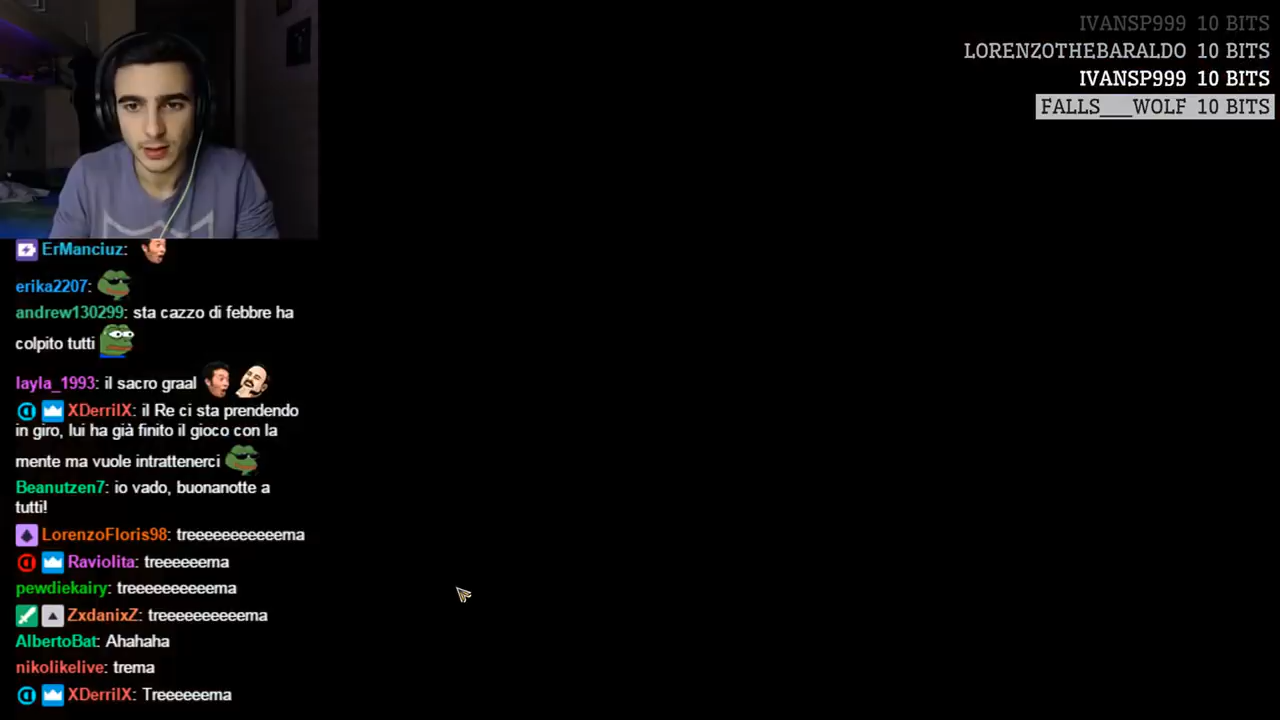 IVANSP999 10 BITS
LORENZOTHEBARALDO 10 BITS
IVANSP999 10 BITS
FALLS___WOLF 10 BITS
ErManciuz:
erika2207:
andrew130299: sta cazzo di febbre ha
colpito tutti
layla_1993: il sacro graal
XDerrilX: il Re ci sta prendendo
in giro, lui ha già finito il gioco con la
mente ma vuole intrattenerci
Beanutzen7: io vado, buonanotte a
tutti!
LorenzoFloris98: treeeeeeeeeeema
Raviolita: treeeeeema
pewdiekairy: treeeeeeeeeema
ZxdanixZ: treeeeeeeeeema
AlbertoBat: Ahahaha
nikolikelive: trema
XDerrilX: Treeeeeema